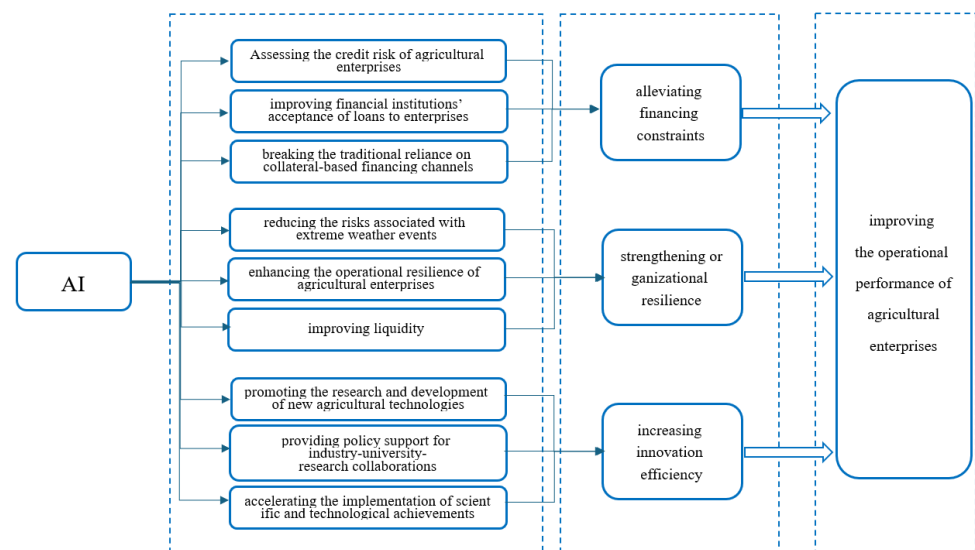 AI
Assessing the credit risk of agricultural
enterprises
improving financial institutions'
acceptance of loans to enterprises
breaking the traditional reliance on
collateral-based financing channels
reducing the risks associated with
extreme weather events
enhancing the operational resilience of
agricultural enterprises
improving liquidity
promoting the research and development
of new agricultural technologies
providing policy support for
industry-university-
research collaborations
accelerating the implementation of scient
ific and technological achievements
alleviating
financing
constraints
strengthening or
ganizational
resilience
increasing
innovation
efficiency
improving
the operational
performance of
agricultural
enterprises